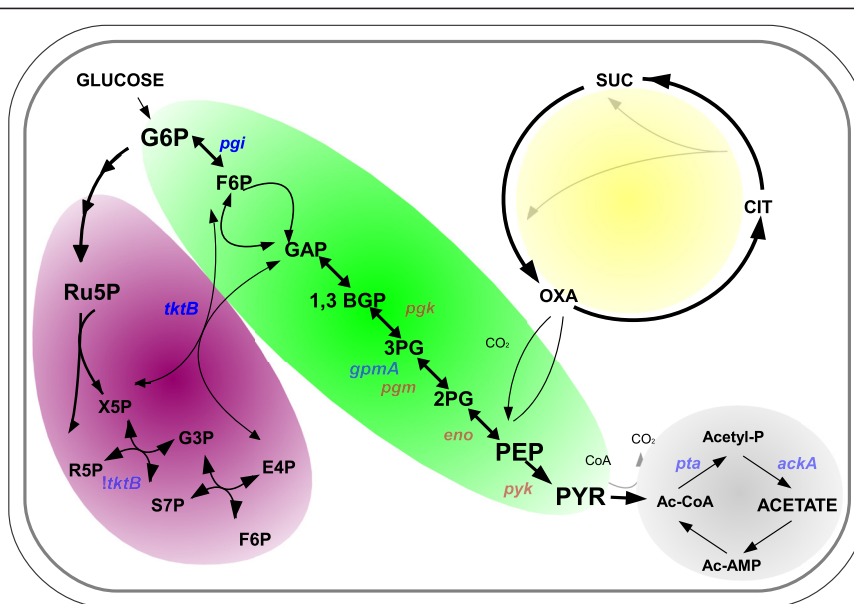 GLUCOSE
SUC
G6P
pgi
F6P
CIT
GAP
Ru5P
1,3 BGP
OXA
tktB
pgk
3PG
CO₂
gpmA
pgm
2PG
X5P
eno
G3P
Acetyl-P
CO₂
PEP
R5P
E4P
CoA
pta
ackA
!tktB
pyk
S7P
PYR
Ac-CoA
ACETATE
F6P
Ac-AMP